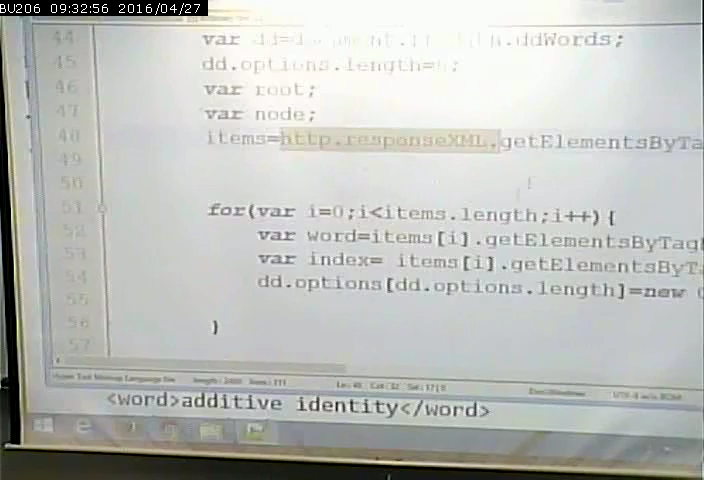 BU206 09:32:56 2016/04/27
44 var dd=document. .ddWords;
45 dd.options.length=
46 var root;
47 var node;
48 items=http.responseXML.getElementsByTa
49
50
51 for(var i=0;i<items.length;i++){
52 var word=items[i].getElementsByTag
53 var index= items[i].getElementsByTa
54 dd.options[dd.options.length]=new
55
56 }
57
<word>additive identity</word>